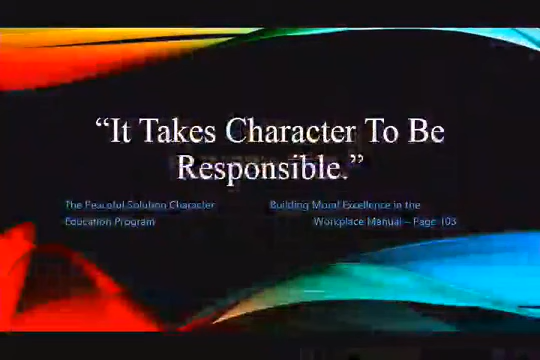 “It Takes Character To Be
Responsible.”
The Peaceful Solution Character
Education Program
Building Moral Excellence in the
Workplace Manual – Page 103